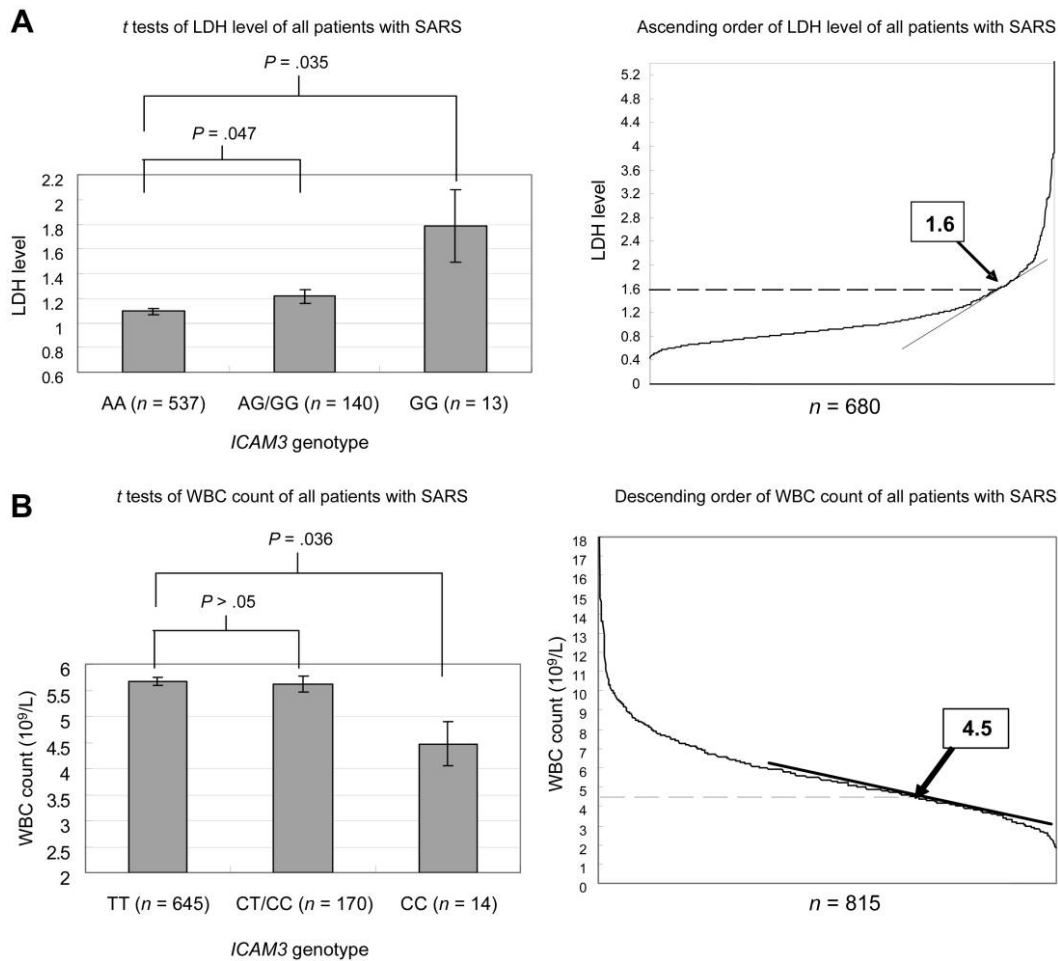 A
t tests of LDH level of all patients with SARS
P = .035
P = .047
LDH level
2.2
2
1.8
1.6
1.4
1.2
1
0.8
0.6
AA (n = 537) AG/GG (n = 140) GG (n = 13)
ICAM3 genotype
Ascending order of LDH level of all patients with SARS
LDH level
5.2
4.8
4.4
4
3.6
3.2
2.8
2.4
2
1.6
1.2
0.8
0.4
0
1.6
n = 680
B
t tests of WBC count of all patients with SARS
P = .036
P > .05
WBC count (10⁹/L)
6
5.5
5
4.5
4
3.5
3
2.5
2
TT (n = 645) CT/CC (n = 170) CC (n = 14)
ICAM3 genotype
Descending order of WBC count of all patients with SARS
WBC count (10⁹/L)
18
17
16
15
14
13
12
11
10
9
8
7
6
5
4
3
2
1
0
4.5
n = 815